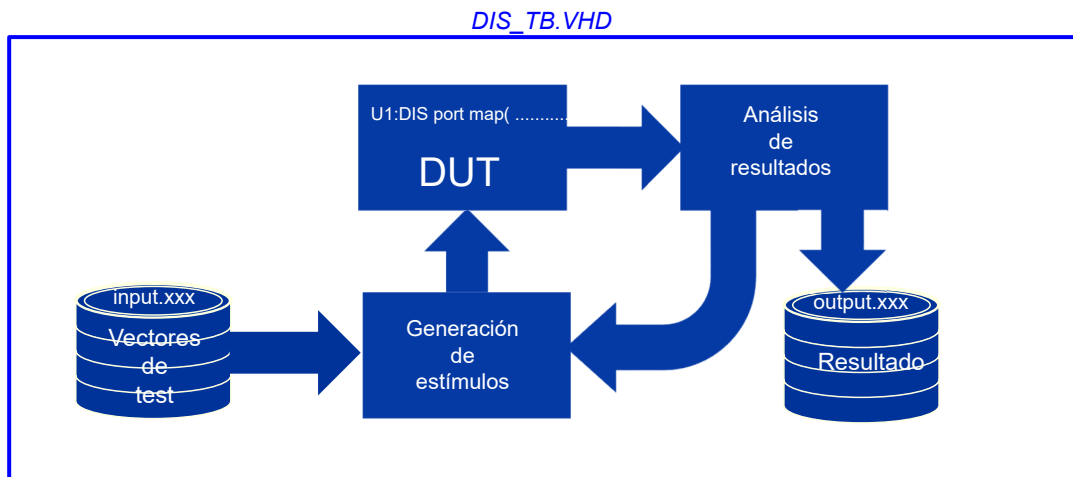 DIS_TB.VHD
U1:DIS port map( ...........
DUT
Análisis
de
resultados
input.xxx
Vectores
de
test
Generación
de
estímulos
output.xxx
Resultado